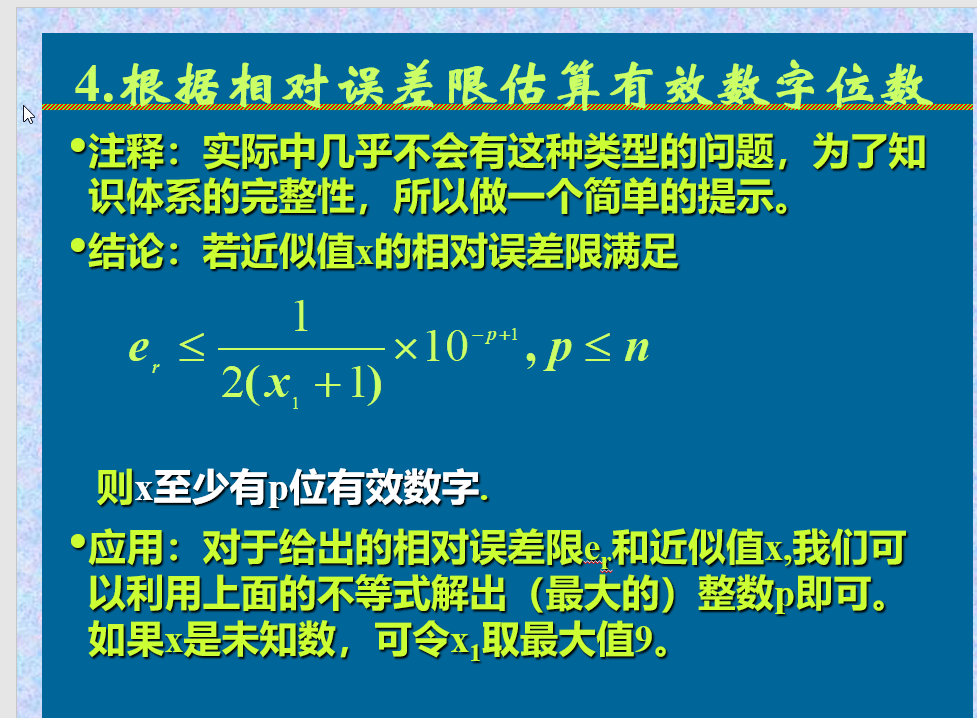 4.根据相对误差限估算有效数字位数
•注释：实际中几乎不会有这种类型的问题，为了知
识体系的完整性，所以做一个简单的提示。
•结论：若近似值x的相对误差限满足
e_r ≤ \frac{1}{2(x_1+1)} ×10^{-p+1}, p ≤ n
则x至少有p位有效数字.
•应用：对于给出的相对误差限e_r和近似值x,我们可
以利用上面的不等式解出（最大的）整数p即可。
如果x是未知数，可令x_1取最大值9。